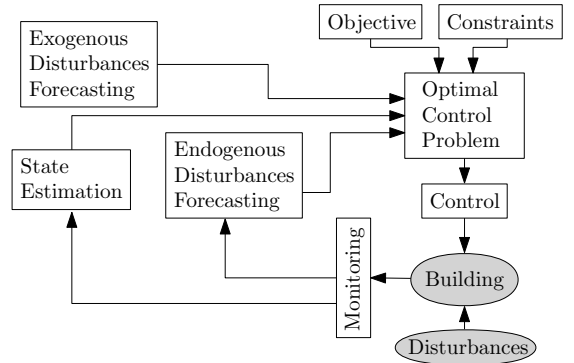 Objective
Constraints
Exogenous
Disturbances
Forecasting
Optimal
Control
Problem
State
Estimation
Endogenous
Disturbances
Forecasting
Control
Monitoring
Building
Disturbances